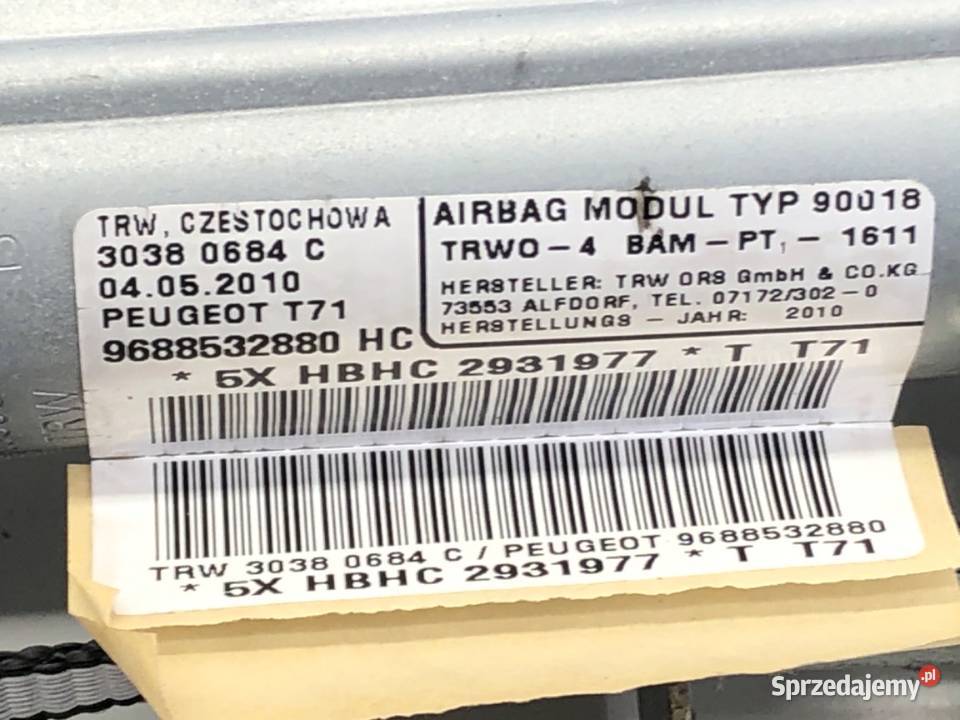 TRW, CZESTOCHOWA
3038 0684 C
04.05.2010
PEUGEOT T71
9688532880 HC
AIRBAG MODUL TYP 90018
TRWO-4 BAM-PT, - 1611
HERSTELLER: TRW ORS GmbH & CO.KG
73553 ALFDORF, TEL. 07172/302-0
HERSTELLUNGS - JAHR: 2010
* 5X HBHC 2931977 * T T71
TRW 3038 0684 C / PEUGEOT 9688532880
* 5X HBHC 2931977 * T T71
TRW
Sprzedajemy.pl